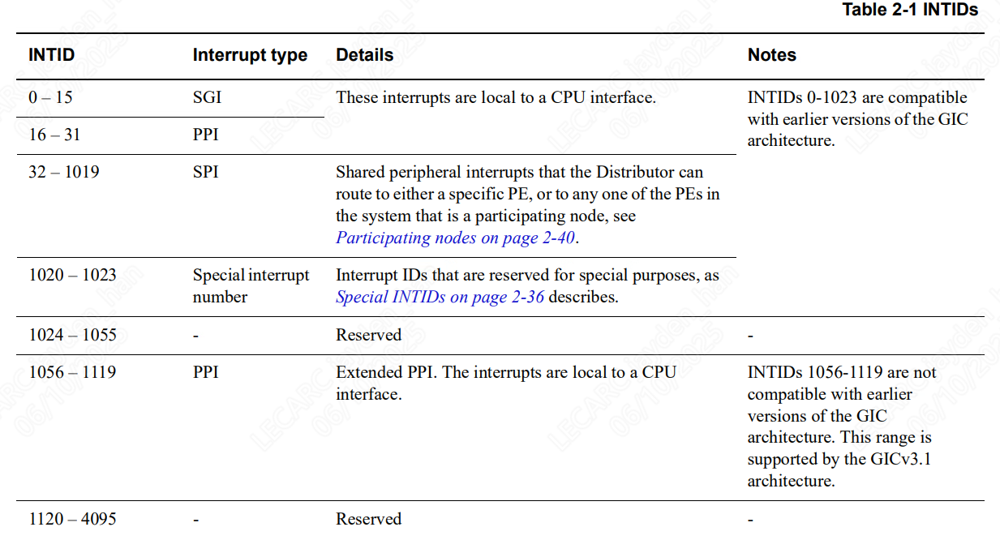 Table 2-1 INTIDs
INTID Interrupt type Details Notes
0 – 15 SGI These interrupts are local to a CPU interface. INTIDs 0-1023 are compatible
with earlier versions of the GIC
architecture.
16 – 31 PPI
32 – 1019 SPI Shared peripheral interrupts that the Distributor can
route to either a specific PE, or to any one of the PEs in
the system that is a participating node, see
Participating nodes on page 2-40.
1020 – 1023 Special interrupt
number
Interrupt IDs that are reserved for special purposes, as
Special INTIDs on page 2-36 describes.
1024 – 1055 - Reserved -
1056 – 1119 PPI Extended PPI. The interrupts are local to a CPU
interface.
INTIDs 1056-1119 are not
compatible with earlier
versions of the GIC
architecture. This range is
supported by the GICv3.1
architecture.
1120 – 4095 - Reserved -
LECARC jayden_han
06/10/2025